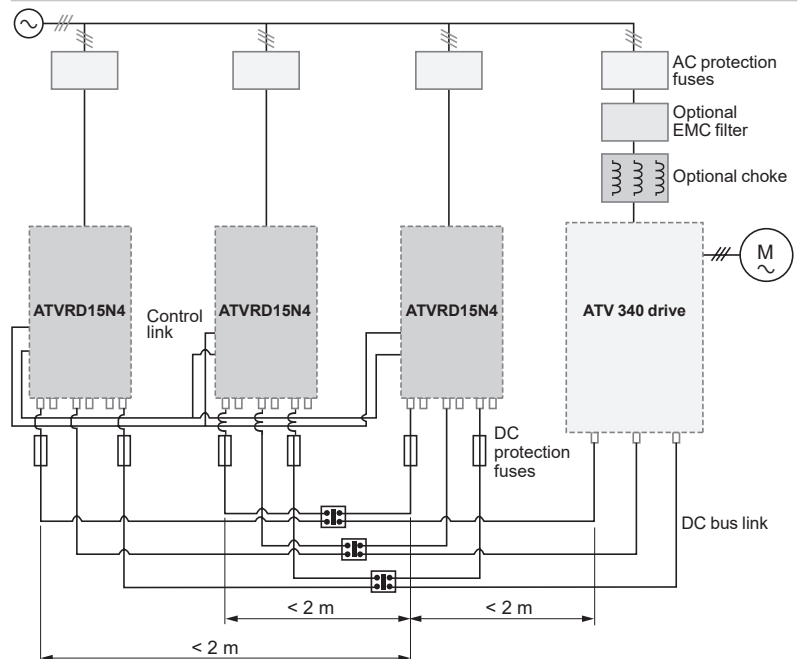 AC protection
fuses
Optional
EMC filter
Optional choke
M
ATVRD15N4
Control
link
ATVRD15N4
ATVRD15N4
ATV 340 drive
DC
protection
fuses
DC bus link
< 2 m
< 2 m
< 2 m